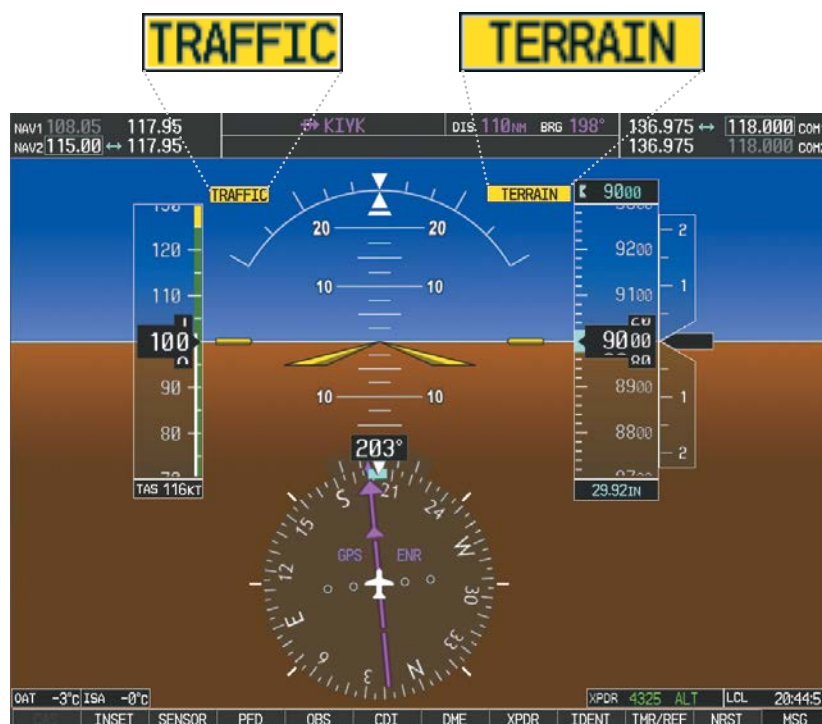 TRAFFIC TERRAIN
NAV1 108.05 117.95 KIYK DIS 110NM BRG 198° 136.975 ↔ 118.000 COM1
NAV2 115.00 ↔ 117.95 136.975 118.000
TRAFFIC TERRAIN 9000
20 20
120 9200 2
10 10
110 9100 1
100 9000
90 10 10 8900 1
80 8800 2
203°
TAS 116KT 29.92IN
S 21 24 W 30 33 N 3 6 E 12 15
GPS ENR
OAT -3°C ISA -0°C XPDR 4325 ALT LCL 20:44:5
INSET SENSOR PFD OBS CDI DME XPDR IDENT TMR/REF NRST MSG